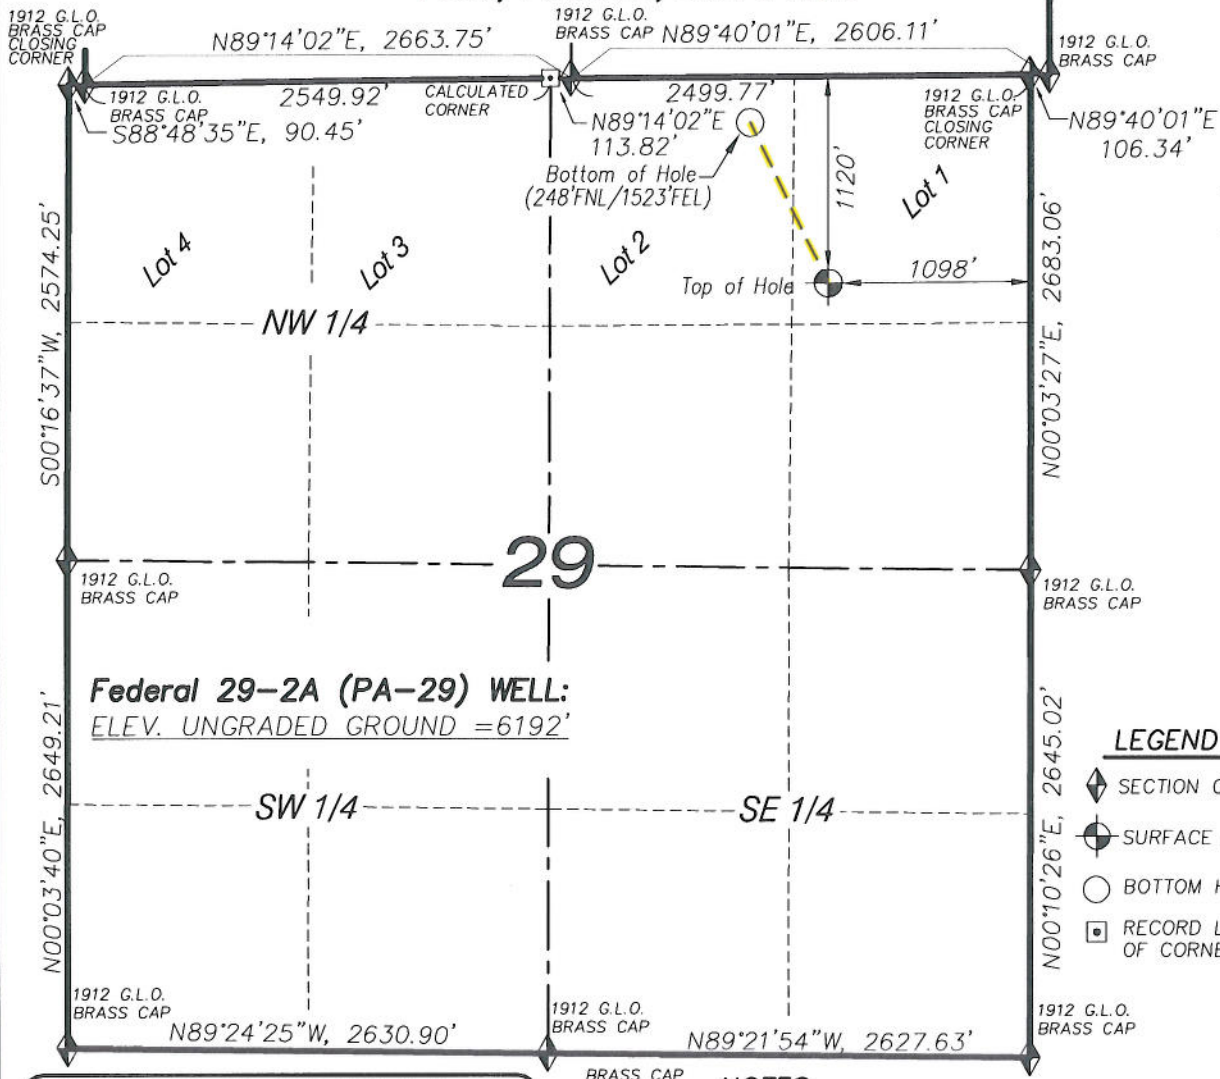 1912 G.L.O.
BRASS CAP
CLOSING
CORNER
N89°14'02"E, 2663.75'
1912 G.L.O.
BRASS CAP
N89°40'01"E, 2606.11'
1912 G.L.O.
BRASS CAP
1912 G.L.O.
BRASS CAP
2549.92'
CALCULATED
CORNER
2499.77'
1912 G.L.O.
BRASS CAP
CLOSING
CORNER
S88°48'35"E, 90.45'
N89°14'02"E
113.82'
N89°40'01"E
106.34'
Bottom of Hole
(248'FNL/1523'FEL)
1120'
Lot 1
Lot 4
Lot 3
Lot 2
Top of Hole
1098'
S00°16'37"W, 2574.25'
N00°03'27"E, 2683.06'
NW 1/4
29
1912 G.L.O.
BRASS CAP
1912 G.L.O.
BRASS CAP
Federal 29-2A (PA-29) WELL:
ELEV. UNGRADED GROUND =6192'
N00°03'40"E, 2649.21'
N00°10'26"E, 2645.02'
SW 1/4
SE 1/4
LEGEND
SECTION C
SURFACE
BOTTOM H
RECORD L
OF CORNE
1912 G.L.O.
BRASS CAP
N89°24'25"W, 2630.90'
1912 G.L.O.
BRASS CAP
N89°21'54"W, 2627.63'
1912 G.L.O.
BRASS CAP
BRASS CAP